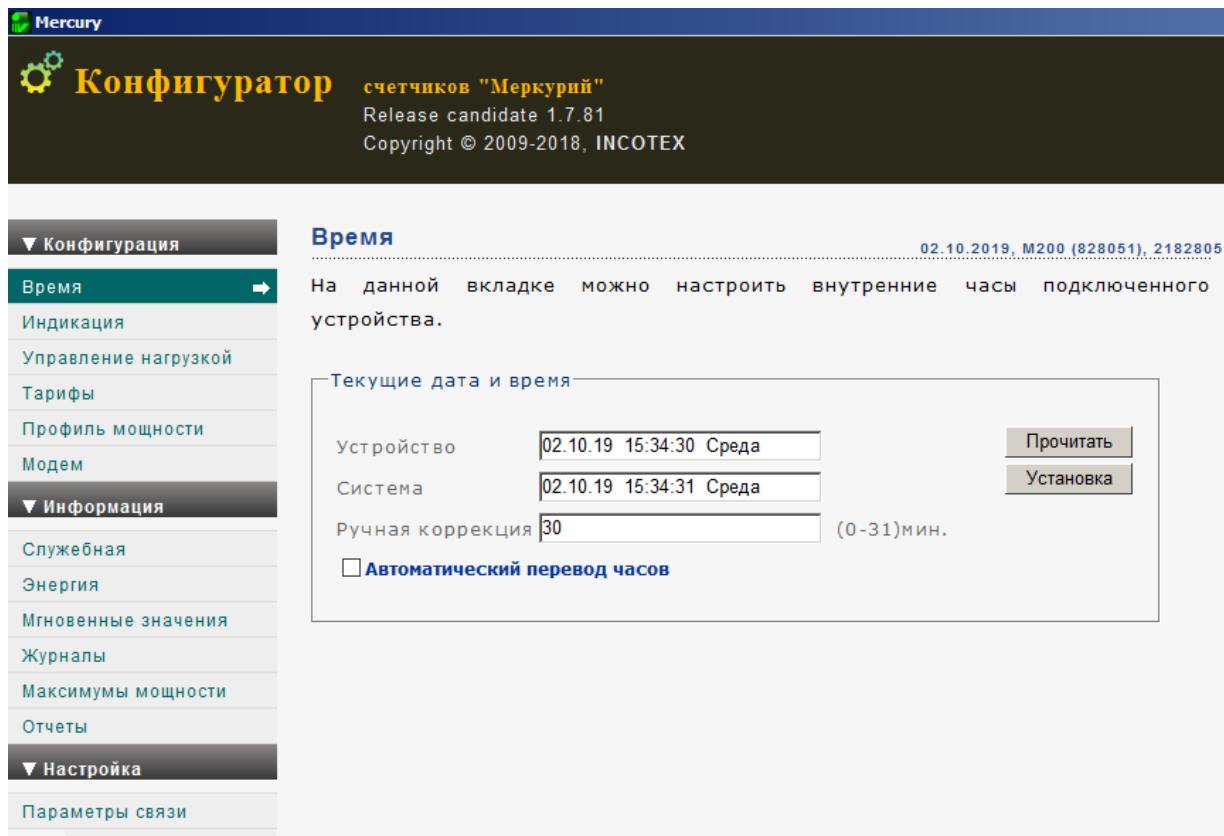 Mercury
Конфигуратор счетчиков "Меркурий"
Release candidate 1.7.81
Copyright © 2009-2018, INCOTEX
▼ Конфигурация
Время
Индикация
Управление нагрузкой
Тарифы
Профиль мощности
Модем
▼ Информация
Служебная
Энергия
Мгновенные значения
Журналы
Максимумы мощности
Отчеты
▼ Настройка
Параметры связи
Время
02.10.2019, М200 (828051), 2182805
На данной вкладке можно настроить внутренние часы подключенного
устройства.
Текущие дата и время
Устройство 02.10.19 15:34:30 Среда Прочитать
Система 02.10.19 15:34:31 Среда Установка
Ручная коррекция 30 (0-31)мин.
Автоматический перевод часов